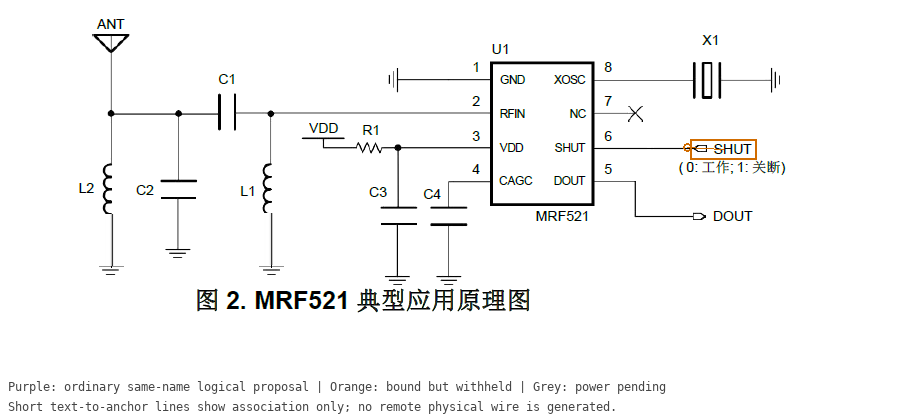 ANT
U1
X1
C1
1
GND
XOSC
8
2
RFIN
NC
7
VDD
R1
3
VDD
SHUT
6
SHUT
(0: 工作; 1: 关断)
4
CAGC
DOUT
5
L2
C2
L1
C3
C4
MRF521
DOUT
图 2. MRF521 典型应用原理图
Purple: ordinary same-name logical proposal | Orange: bound but withheld | Grey: power pending
Short text-to-anchor lines show association only; no remote physical wire is generated.